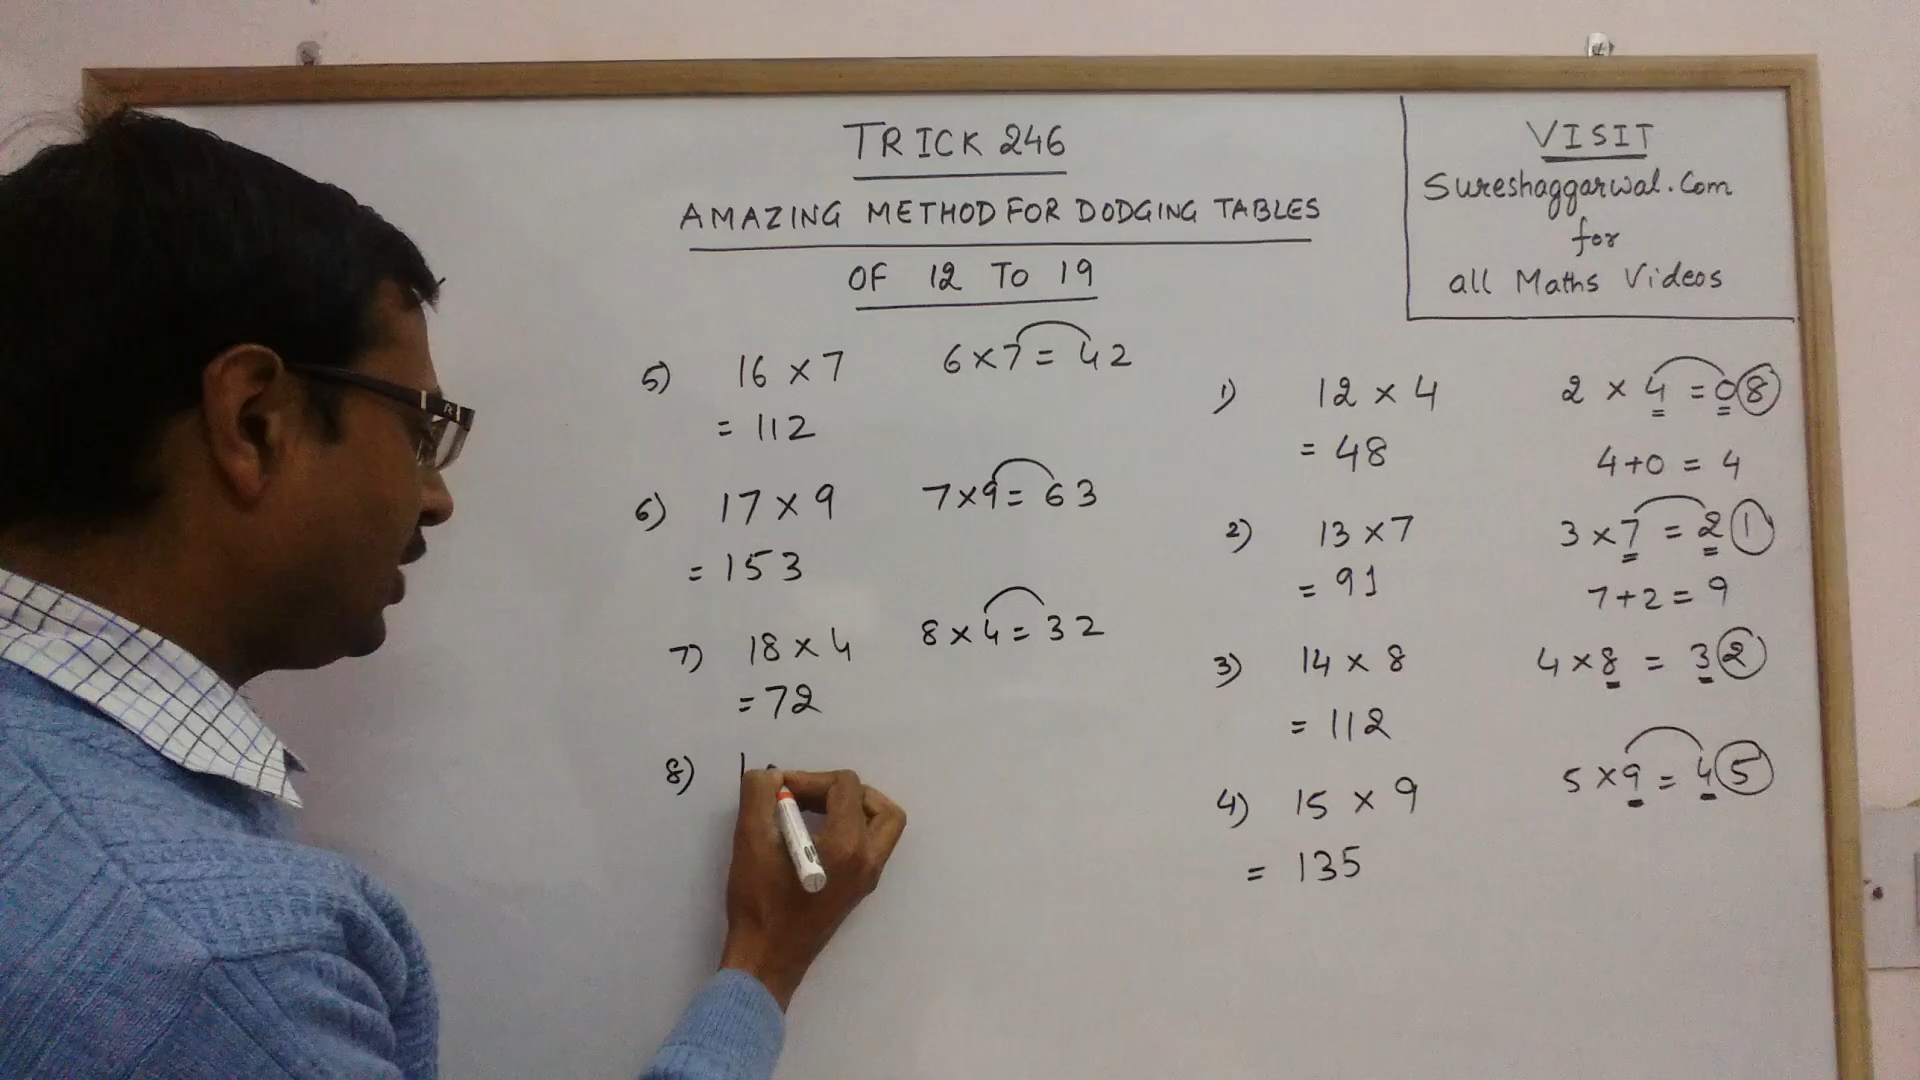 TRICK 246
AMAZING METHOD FOR DODGING TABLES
OF 12 TO 19
VISIT
Sureshaggarwal.Com
for
all Maths Videos
5) 16 × 7 6×7 = 42
= 112
6) 17 × 9 7×9 = 63
= 153
7) 18 × 4 8×4 = 32
= 72
8) 1
1) 12 × 4 2 × 4 = 08
= 48 4+0 = 4
2) 13 × 7 3 × 7 = 21
= 91 7+2 = 9
3) 14 × 8 4 × 8 = 32
= 112
4) 15 × 9 5 × 9 = 45
= 135